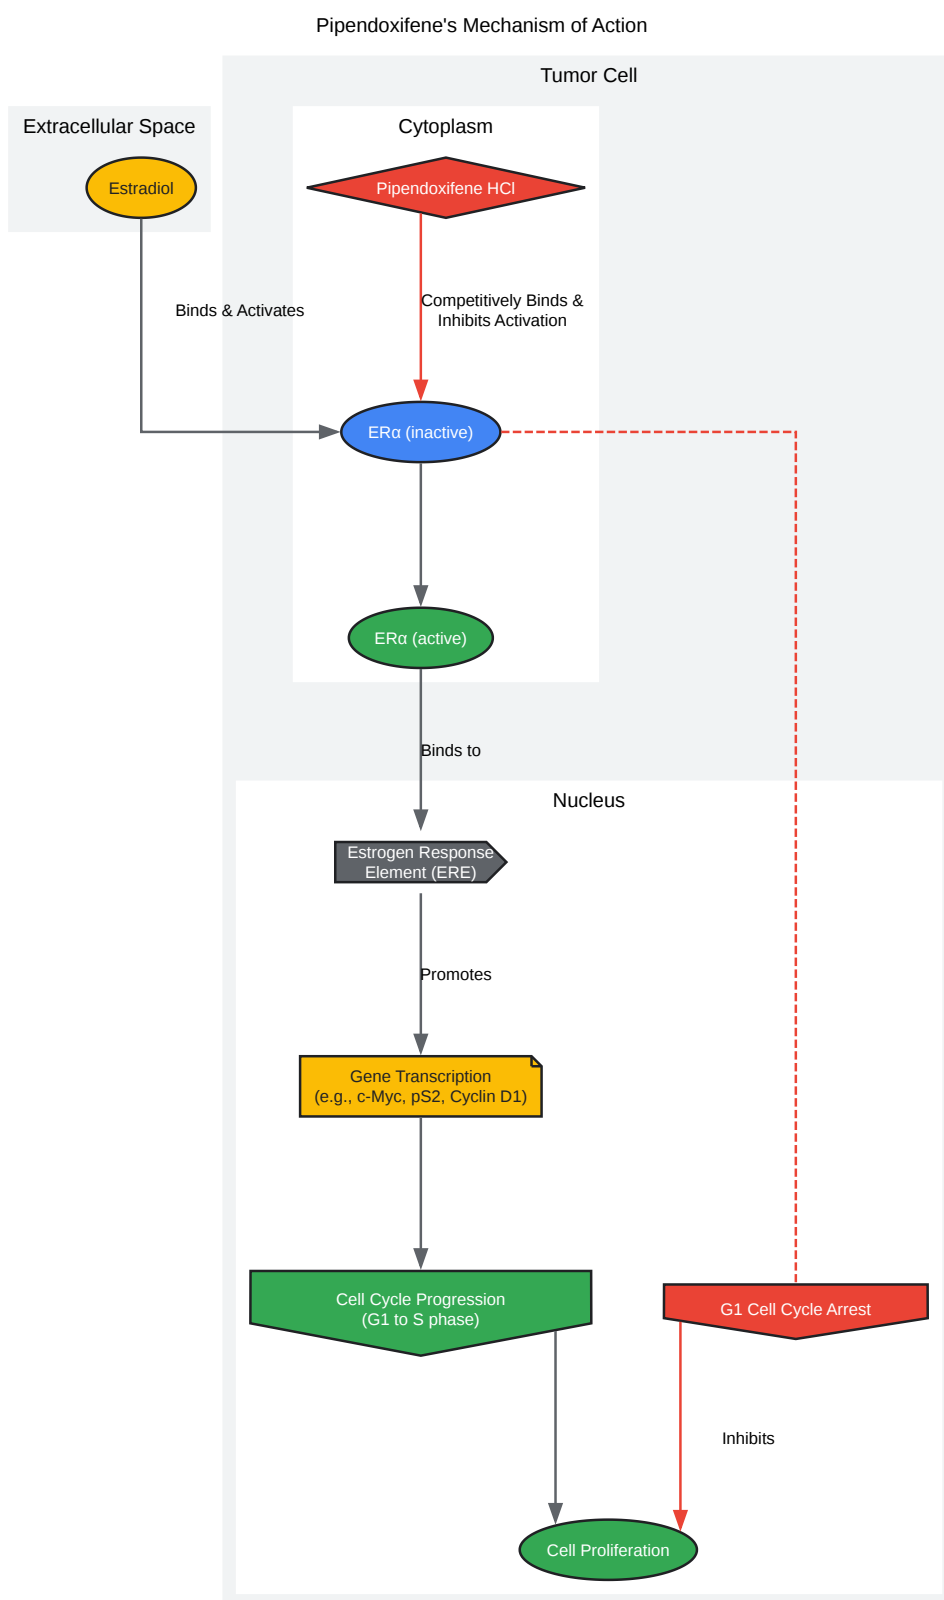 Pipendoxifene's Mechanism of Action
Tumor Cell
Extracellular Space
Cytoplasm
Estradiol
Pipendoxifene HCl
Binds & Activates
Competitively Binds &
Inhibits Activation
ERα (inactive)
ERα (active)
Binds to
Nucleus
Estrogen Response
Element (ERE)
Promotes
Gene Transcription
(e.g., c-Myc, pS2, Cyclin D1)
Cell Cycle Progression
(G1 to S phase)
G1 Cell Cycle Arrest
Inhibits
Cell Proliferation